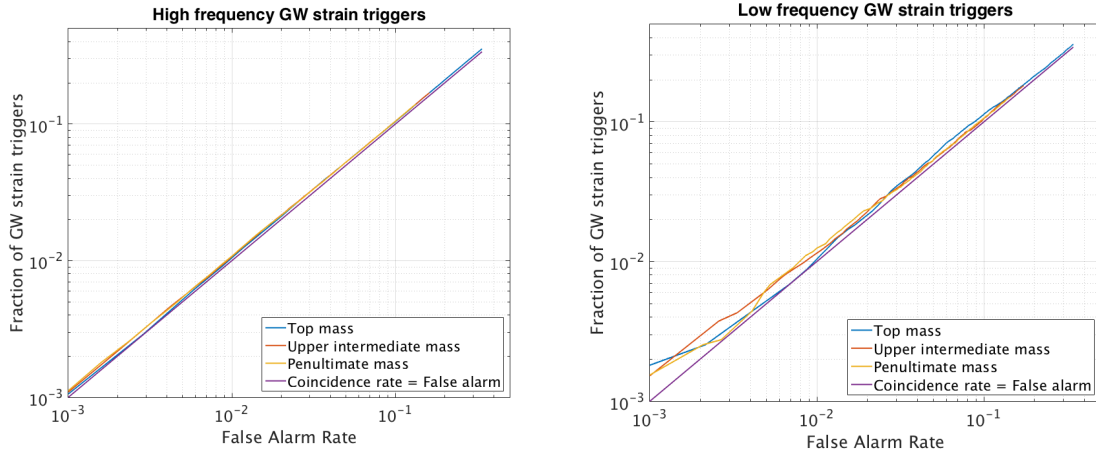 High frequency GW strain triggers
Fraction of GW strain triggers
10^-1
10^-2
10^-3
Top mass
Upper intermediate mass
Penultimate mass
Coincidence rate = False alarm
10^-3
10^-2
10^-1
False Alarm Rate
Low frequency GW strain triggers
Fraction of GW strain triggers
10^-1
10^-2
10^-3
Top mass
Upper intermediate mass
Penultimate mass
Coincidence rate = False alarm
10^-3
10^-2
10^-1
False Alarm Rate